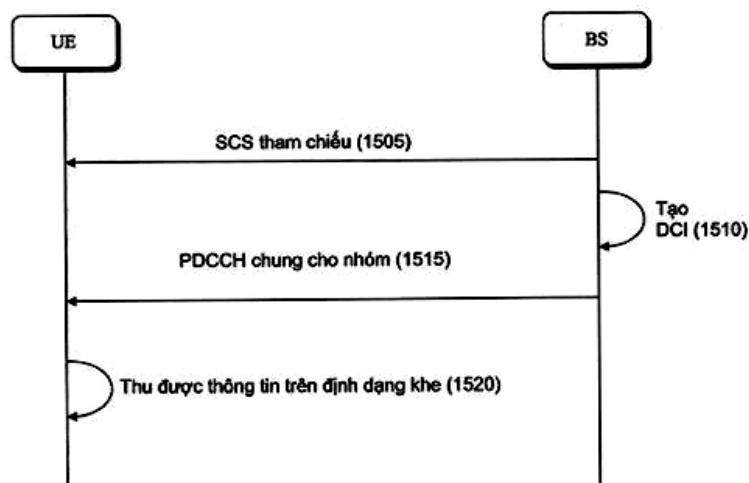 UE
BS
SCS tham chiếu (1505)
Tạo
DCI (1510)
PDCCH chung cho nhóm (1515)
Thu được thông tin trên định dạng khe (1520)